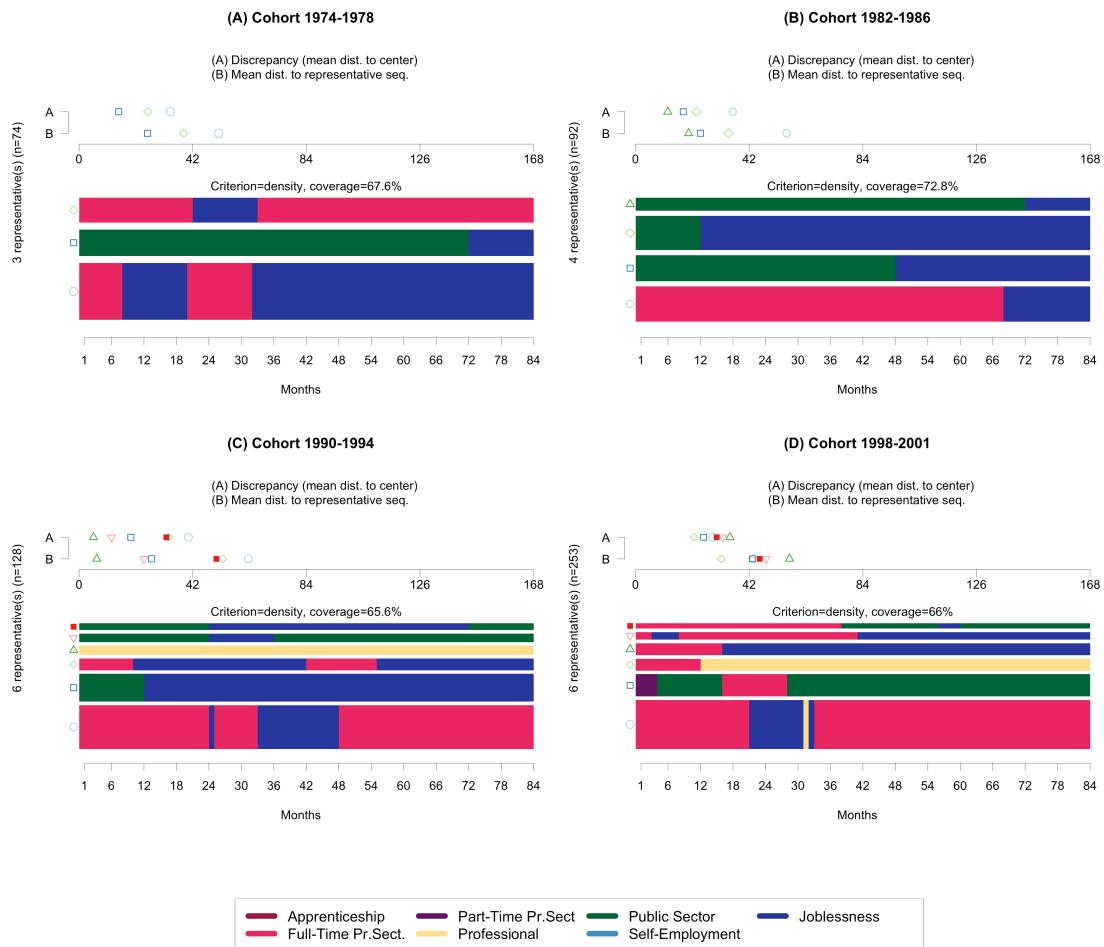 (A) Cohort 1974-1978
(A) Discrepancy (mean dist. to center)
(B) Mean dist. to representative seq.
A
B
0 42 84 126 168
Criterion=density, coverage=67.6%
3 representative(s) (n=74)
1 6 12 18 24 30 36 42 48 54 60 66 72 78 84
Months
(B) Cohort 1982-1986
(A) Discrepancy (mean dist. to center)
(B) Mean dist. to representative seq.
A
B
0 42 84 126 168
Criterion=density, coverage=72.8%
4 representative(s) (n=92)
1 6 12 18 24 30 36 42 48 54 60 66 72 78 84
Months
(C) Cohort 1990-1994
(A) Discrepancy (mean dist. to center)
(B) Mean dist. to representative seq.
A
B
0 42 84 126 168
Criterion=density, coverage=65.6%
6 representative(s) (n=128)
1 6 12 18 24 30 36 42 48 54 60 66 72 78 84
Months
(D) Cohort 1998-2001
(A) Discrepancy (mean dist. to center)
(B) Mean dist. to representative seq.
A
B
0 42 84 126 168
Criterion=density, coverage=66%
6 representative(s) (n=253)
1 6 12 18 24 30 36 42 48 54 60 66 72 78 84
Months
Apprenticeship Part-Time Pr.Sect Public Sector Joblessness
Full-Time Pr.Sect. Professional Self-Employment